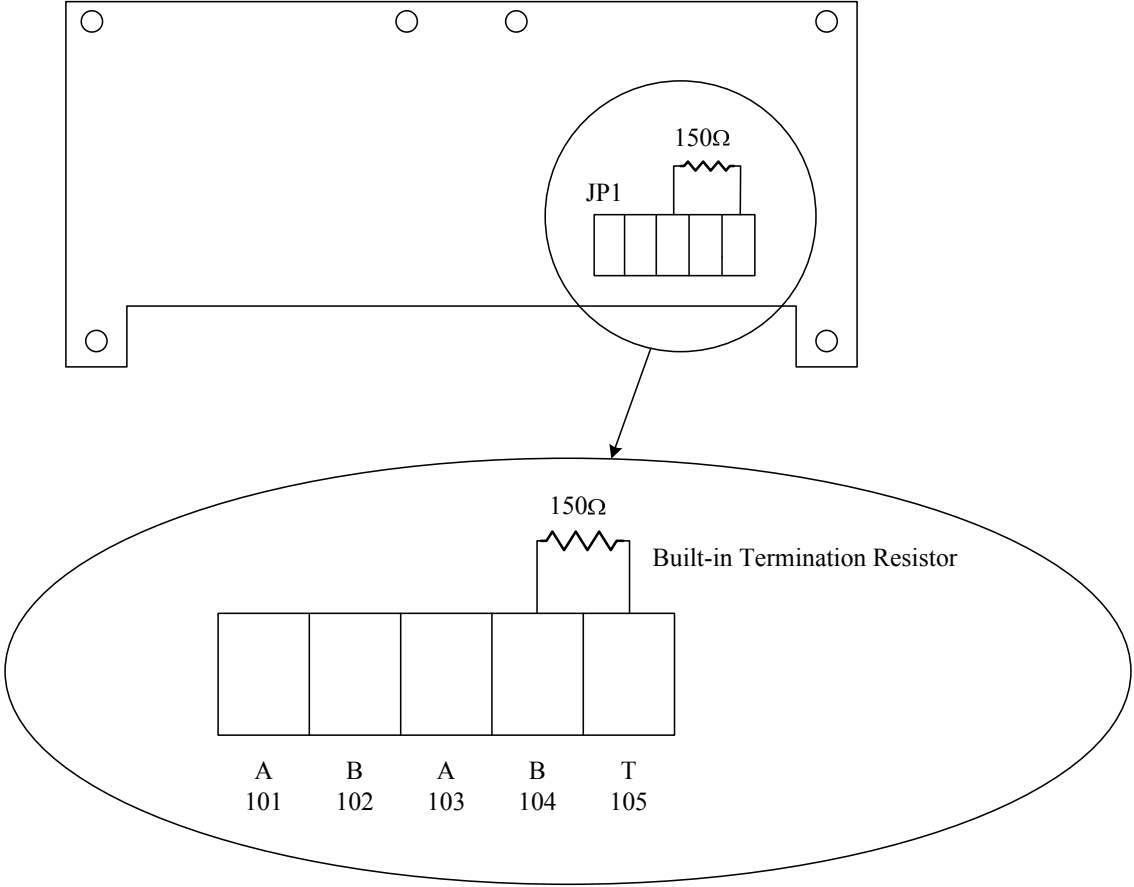 150Ω
JP1
150Ω
Built-in Termination Resistor
A B A B T
101 102 103 104 105